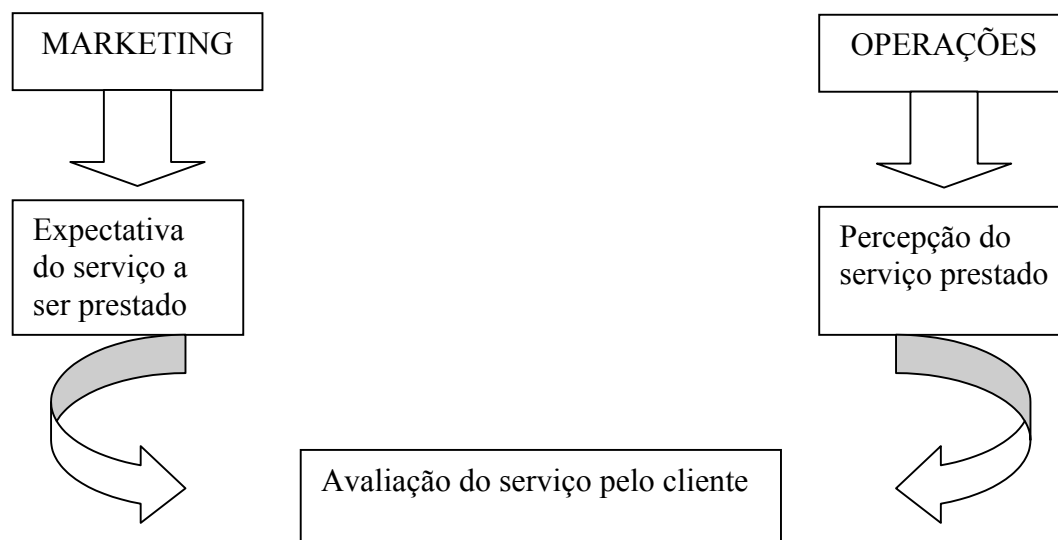 MARKETING
OPERAÇÕES
Expectativa
do serviço a
ser prestado
Percepção do
serviço prestado
Avaliação do serviço pelo cliente